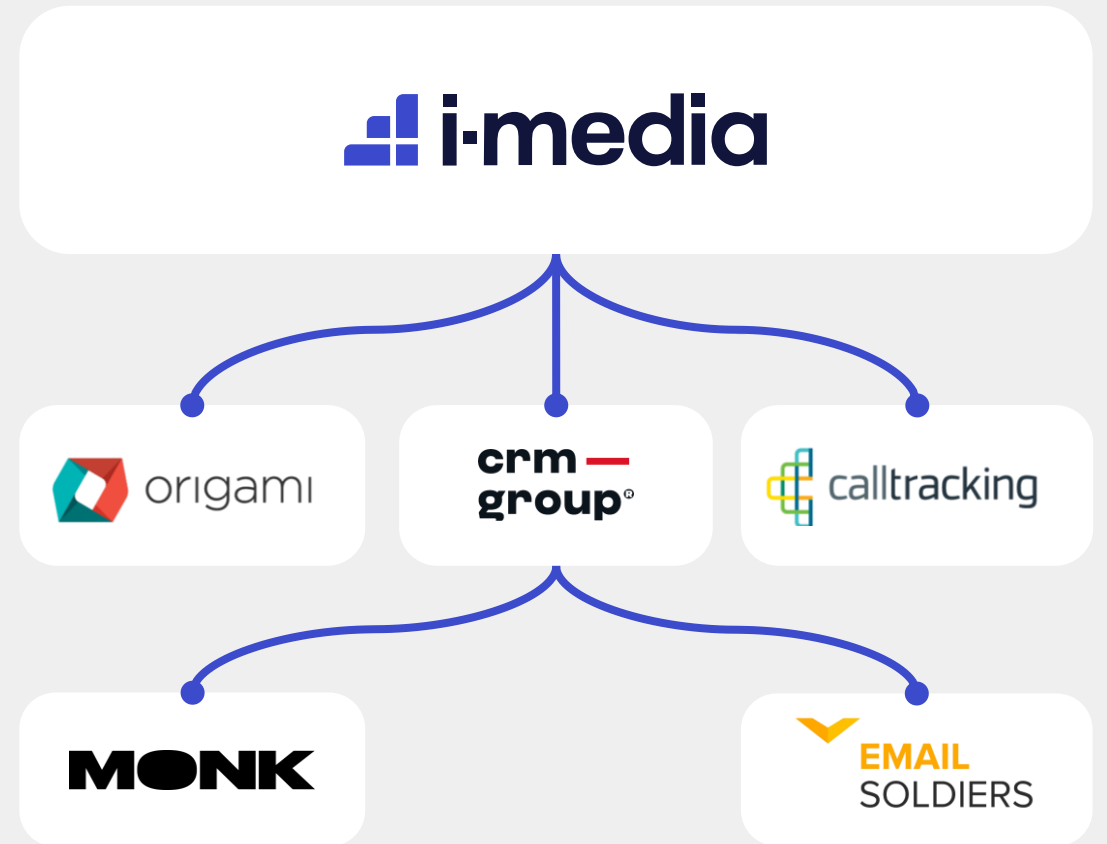 i-media
origami
crm —
group®
calltracking
MONK
EMAIL
SOLDIERS